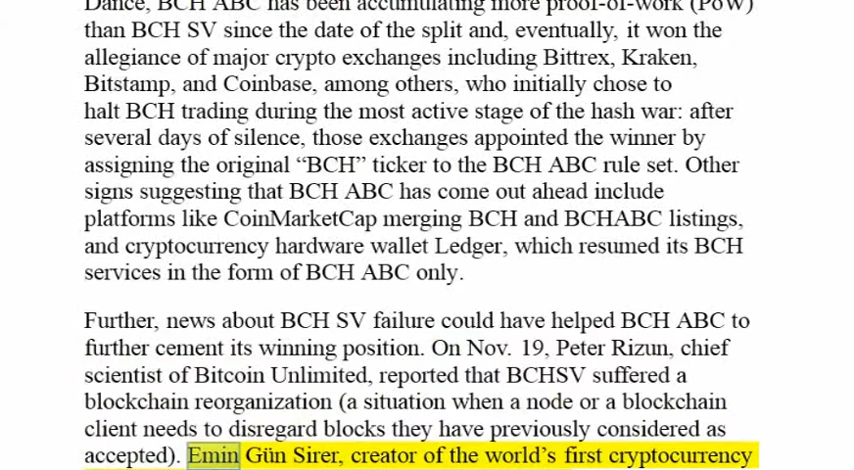 Dance, BCH ABC has been accumulating more proof-of-work (PoW)
than BCH SV since the date of the split and, eventually, it won the
allegiance of major crypto exchanges including Bittrex, Kraken,
Bitstamp, and Coinbase, among others, who initially chose to
halt BCH trading during the most active stage of the hash war: after
several days of silence, those exchanges appointed the winner by
assigning the original “BCH” ticker to the BCH ABC rule set. Other
signs suggesting that BCH ABC has come out ahead include
platforms like CoinMarketCap merging BCH and BCHABC listings,
and cryptocurrency hardware wallet Ledger, which resumed its BCH
services in the form of BCH ABC only.
Further, news about BCH SV failure could have helped BCH ABC to
further cement its winning position. On Nov. 19, Peter Rizun, chief
scientist of Bitcoin Unlimited, reported that BCHSV suffered a
blockchain reorganization (a situation when a node or a blockchain
client needs to disregard blocks they have previously considered as
accepted). Emin Gün Sirer, creator of the world’s first cryptocurrency